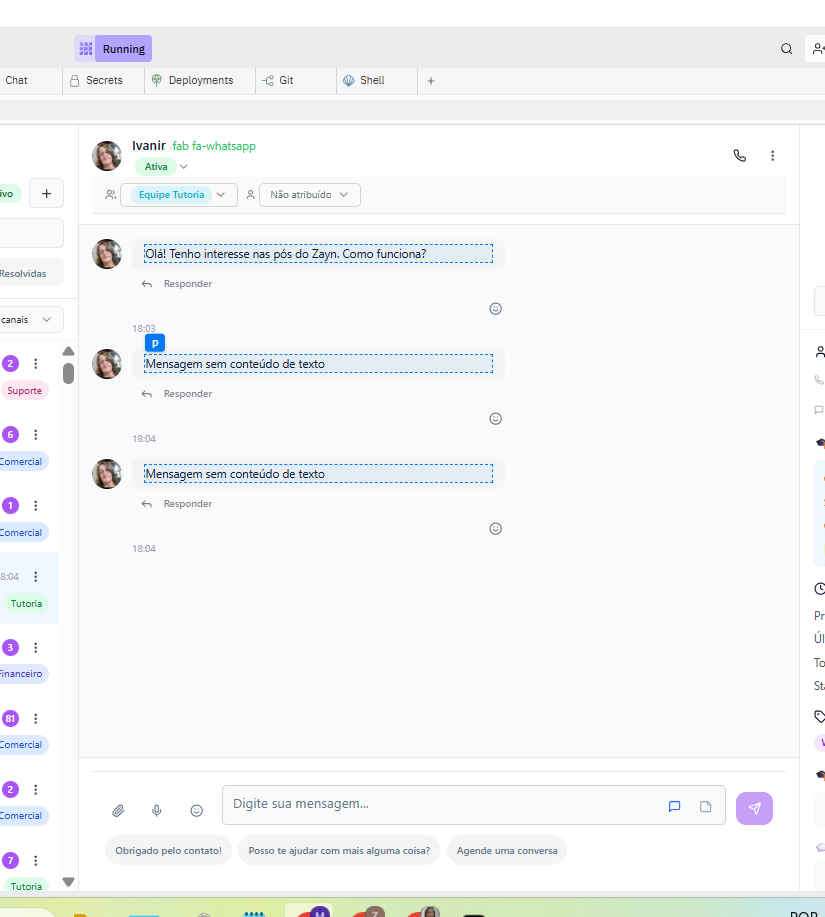 Running
Chat
Secrets
Deployments
Git
Shell
+
Ivanir fab fa-whatsapp
Ativa
ivo
+
Equipe Tutoria
Não atribuído
Resolvidas
canais
2
Suporte
6
Comercial
1
Comercial
8:04
Tutoria
3
Financeiro
81
Comercial
2
Comercial
7
Tutoria
Olá! Tenho interesse nas pós do Zayn. Como funciona?
Responder
18:03
p
Mensagem sem conteúdo de texto
Responder
18:04
Mensagem sem conteúdo de texto
Responder
18:04
Pr
Úl
To
Sta
Digite sua mensagem...
Obrigado pelo contato!
Posso te ajudar com mais alguma coisa?
Agende uma conversa
M
Z
POR